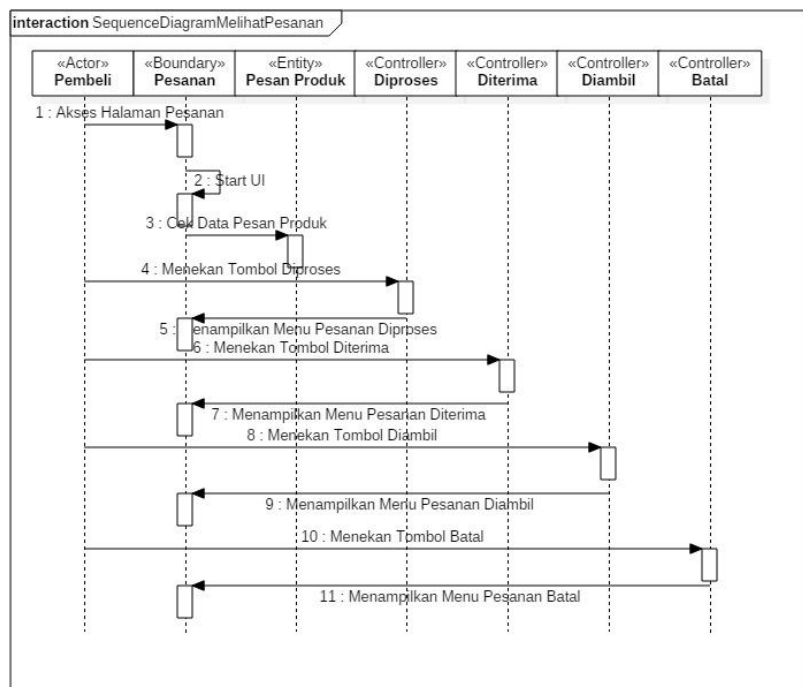 interaction SequenceDiagramMelihatPesanan
«Actor»
Pembeli
«Boundary»
Pesanan
«Entity»
Pesan Produk
«Controller»
Diproses
«Controller»
Diterima
«Controller»
Diambil
«Controller»
Batal
1 : Akses Halaman Pesanan
2 : Start UI
3 : Cek Data Pesan Produk
4 : Menekan Tombol Diproses
5 : Menampilkan Menu Pesanan Diproses
6 : Menekan Tombol Diterima
7 : Menampilkan Menu Pesanan Diterima
8 : Menekan Tombol Diambil
9 : Menampilkan Menu Pesanan Diambil
10 : Menekan Tombol Batal
11 : Menampilkan Menu Pesanan Batal